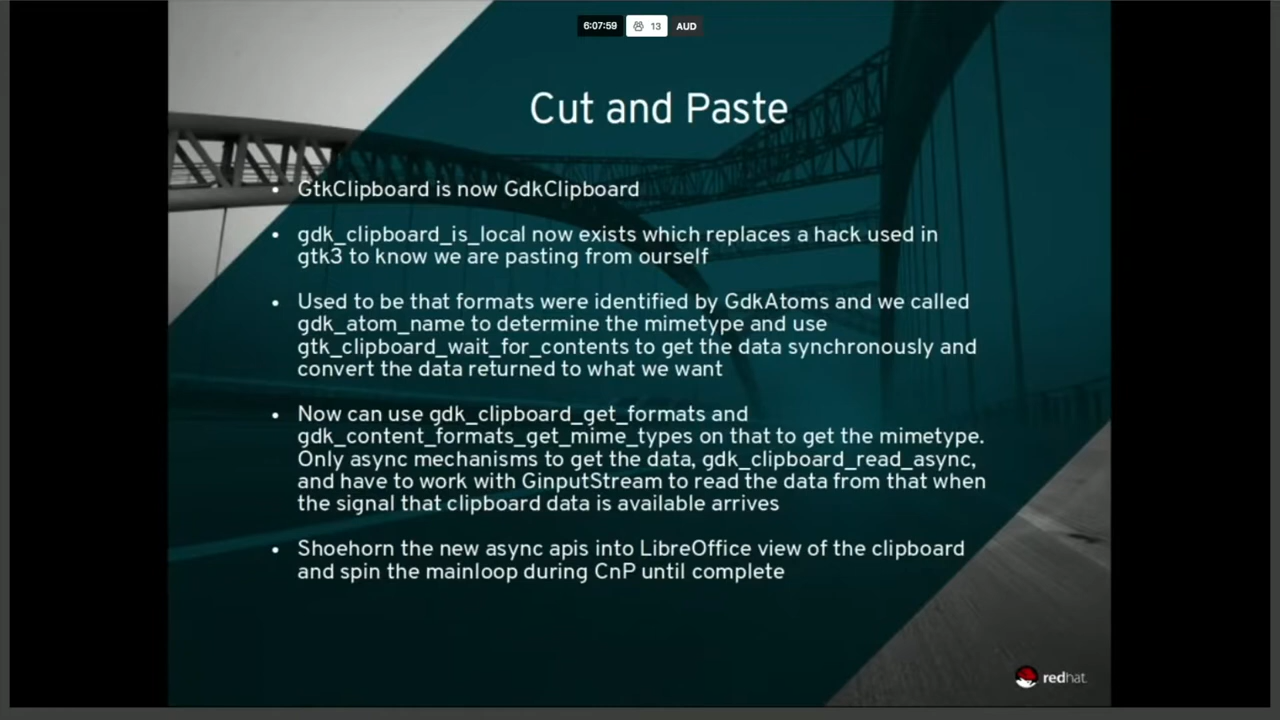 6:07:59 13 AUD
Cut and Paste
• GtkClipboard is now GdkClipboard
• gdk_clipboard_is_local now exists which replaces a hack used in
gtk3 to know we are pasting from ourself
• Used to be that formats were identified by GdkAtoms and we called
gdk_atom_name to determine the mimetype and use
gtk_clipboard_wait_for_contents to get the data synchronously and
convert the data returned to what we want
• Now can use gdk_clipboard_get_formats and
gdk_content_formats_get_mime_types on that to get the mimetype.
Only async mechanisms to get the data, gdk_clipboard_read_async,
and have to work with GinputStream to read the data from that when
the signal that clipboard data is available arrives
• Shoehorn the new async apis into LibreOffice view of the clipboard
and spin the mainloop during CnP until complete
redhat.